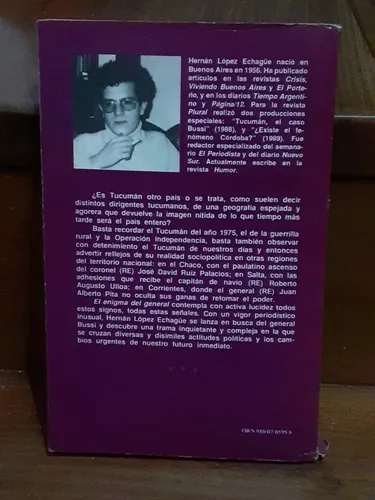 Hernán López Echagüe nació en
Buenos Aires en 1956. Ha publicado
artículos en las revistas Crisis,
Viviendo Buenos Aires y El Porte-
ño, y en los diarios Tiempo Argenti-
no y Página/12. Para la revista
Plural realizó dos producciones
especiales: "Tucumán, el caso
Bussi" (1988), y "¿Existe el fe-
nómeno Córdoba?" (1989). Fue
redactor especializado del semana-
rio El Periodista y del diario Nuevo
Sur. Actualmente escribe en la
revista Humor.
¿Es Tucumán otro país o se trata, como suelen decir
distintos dirigentes tucumanos, de una geografía espejada y
agorera que devuelve la imagen nítida de lo que tiempo más
tarde será el país entero?
Basta recordar el Tucumán del año 1975, el de la guerrilla
rural y la Operación Independencia, basta también observar
con detenimiento el Tucumán de nuestros días y entonces
advertir reflejos de su realidad sociopolítica en otras regiones
del territorio nacional: en el Chaco, con el paulatino ascenso
del coronel (RE) José David Ruiz Palacios; en Salta, con las
adhesiones que recibe el capitán de navío (RE) Roberto
Augusto Ulloa; en Corrientes, donde el general (RE) Juan
Alberto Pita no oculta sus ganas de retomar el poder.
El enigma del general contempla con activa lucidez todos
estos signos, todas estas señales. Con un vigor periodístico
inusual, Hernán López Echagüe se lanza en busca del general
Bussi y descubre una trama inquietante y compleja en la que
se cruzan diversas y disímiles actitudes políticas y los cam-
bios urgentes de nuestro futuro inmediato.